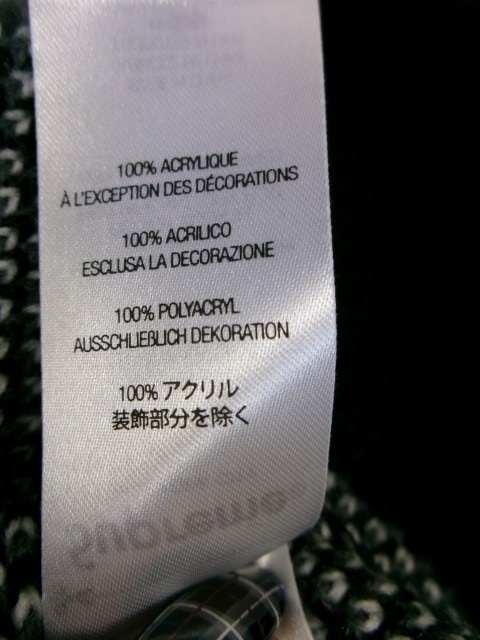 100% ACRYLIQUE
À L'EXCEPTION DES DÉCORATIONS
100% ACRILICO
ESCLUSA LA DECORAZIONE
100% POLYACRYL
AUSSCHLIEßLICH DEKORATION
100% アクリル
装飾部分を除く
Supreme